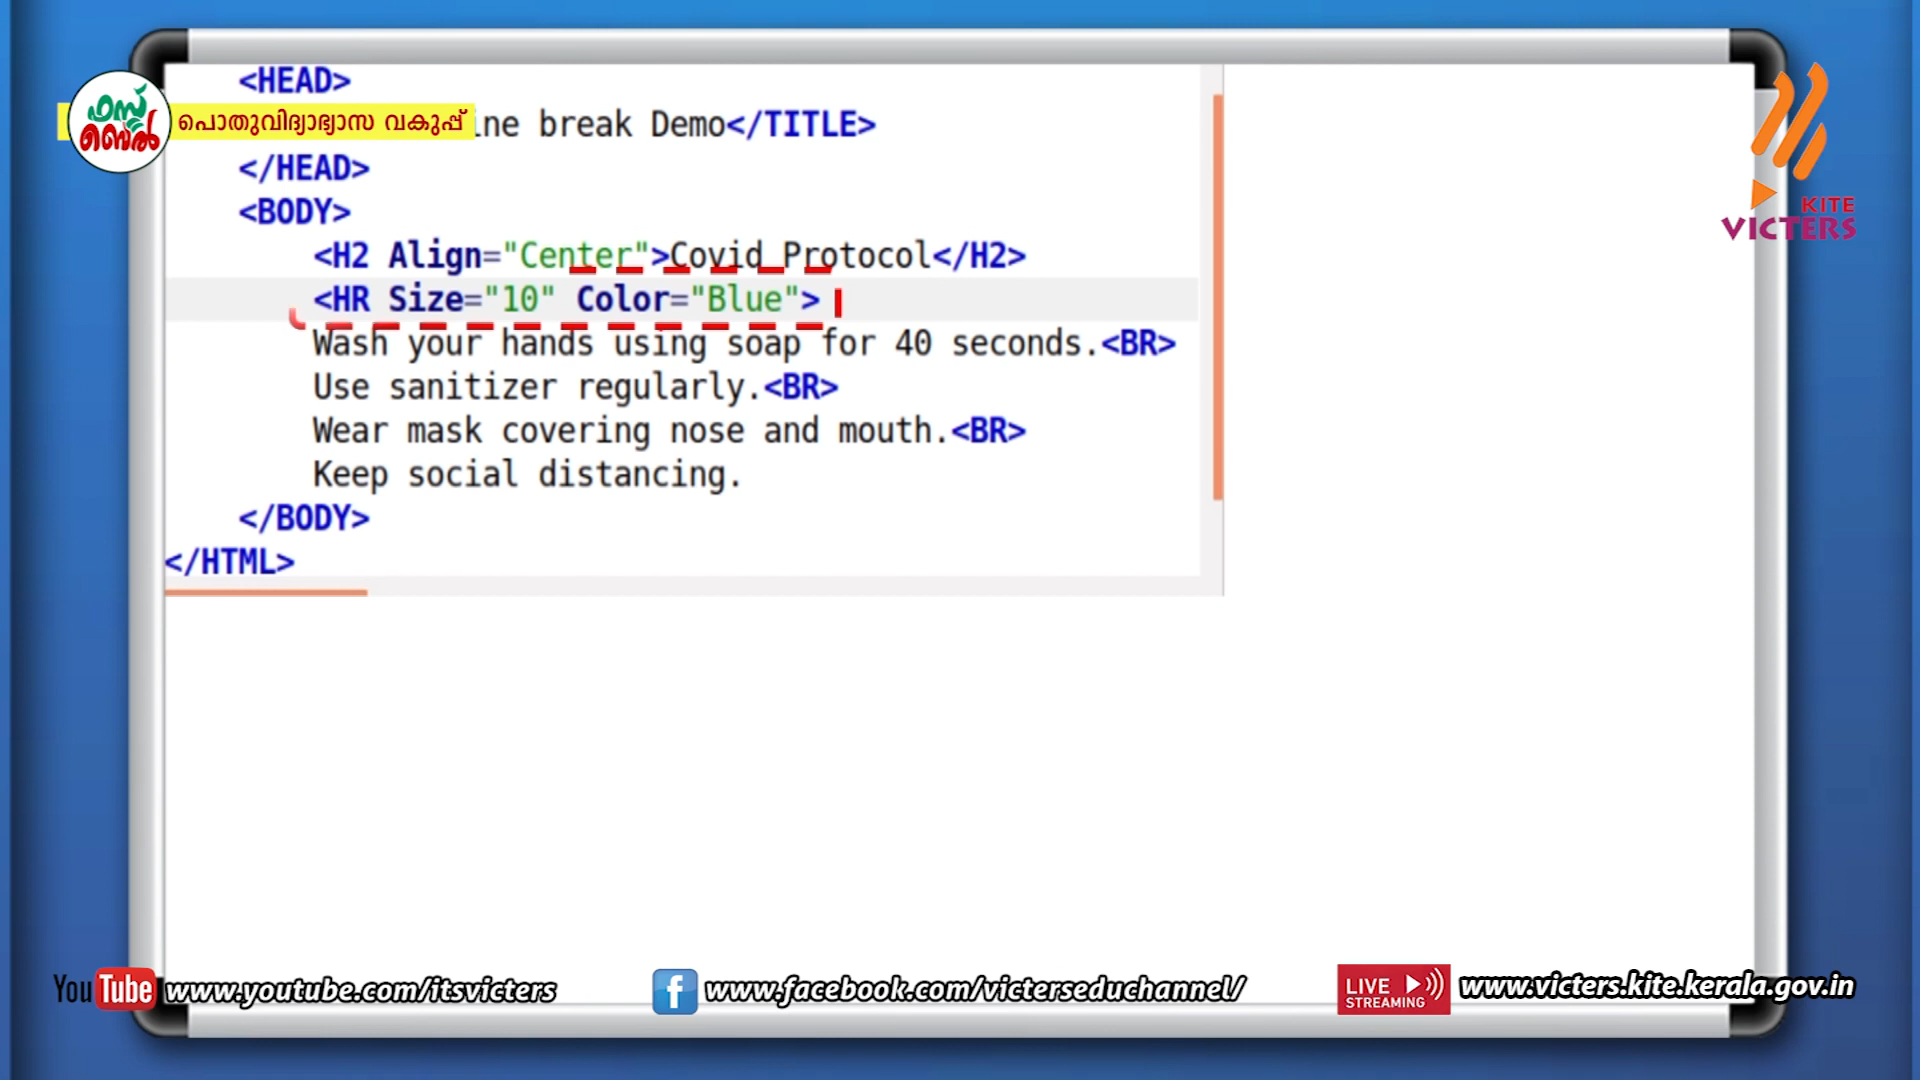 <HEAD>
ഫസ്റ്റ്
ബെൽ
പൊതുവിദ്യാഭ്യാസ വകുപ്പ്
ine break Demo</TITLE>
</HEAD>
<BODY>
<H2 Align="Center">Covid Protocol</H2>
<HR Size="10" Color="Blue">
Wash your hands using soap for 40 seconds.<BR>
Use sanitizer regularly.<BR>
Wear mask covering nose and mouth.<BR>
Keep social distancing.
</BODY>
</HTML>
KITE
VICTERS
You Tube www.youtube.com/itsvicters
f www.facebook.com/victerseduchannel/
LIVE STREAMING www.victers.kite.kerala.gov.in